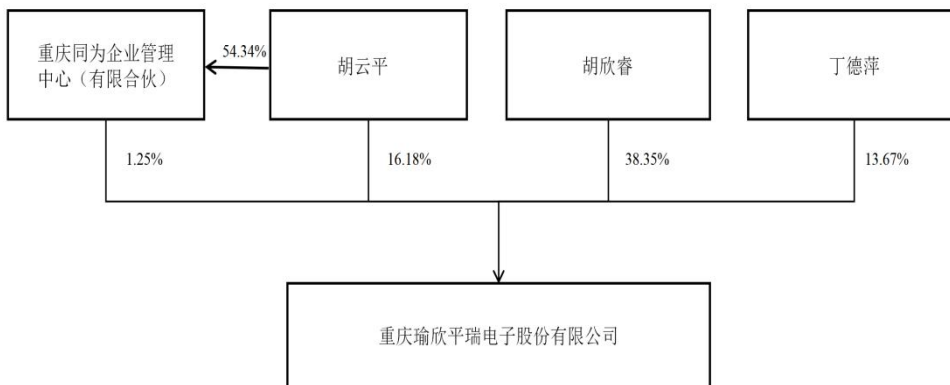 重庆同为企业管理
中心（有限合伙）
54.34%
胡云平
胡欣睿
丁德萍
1.25%
16.18%
38.35%
13.67%
重庆瑜欣平瑞电子股份有限公司